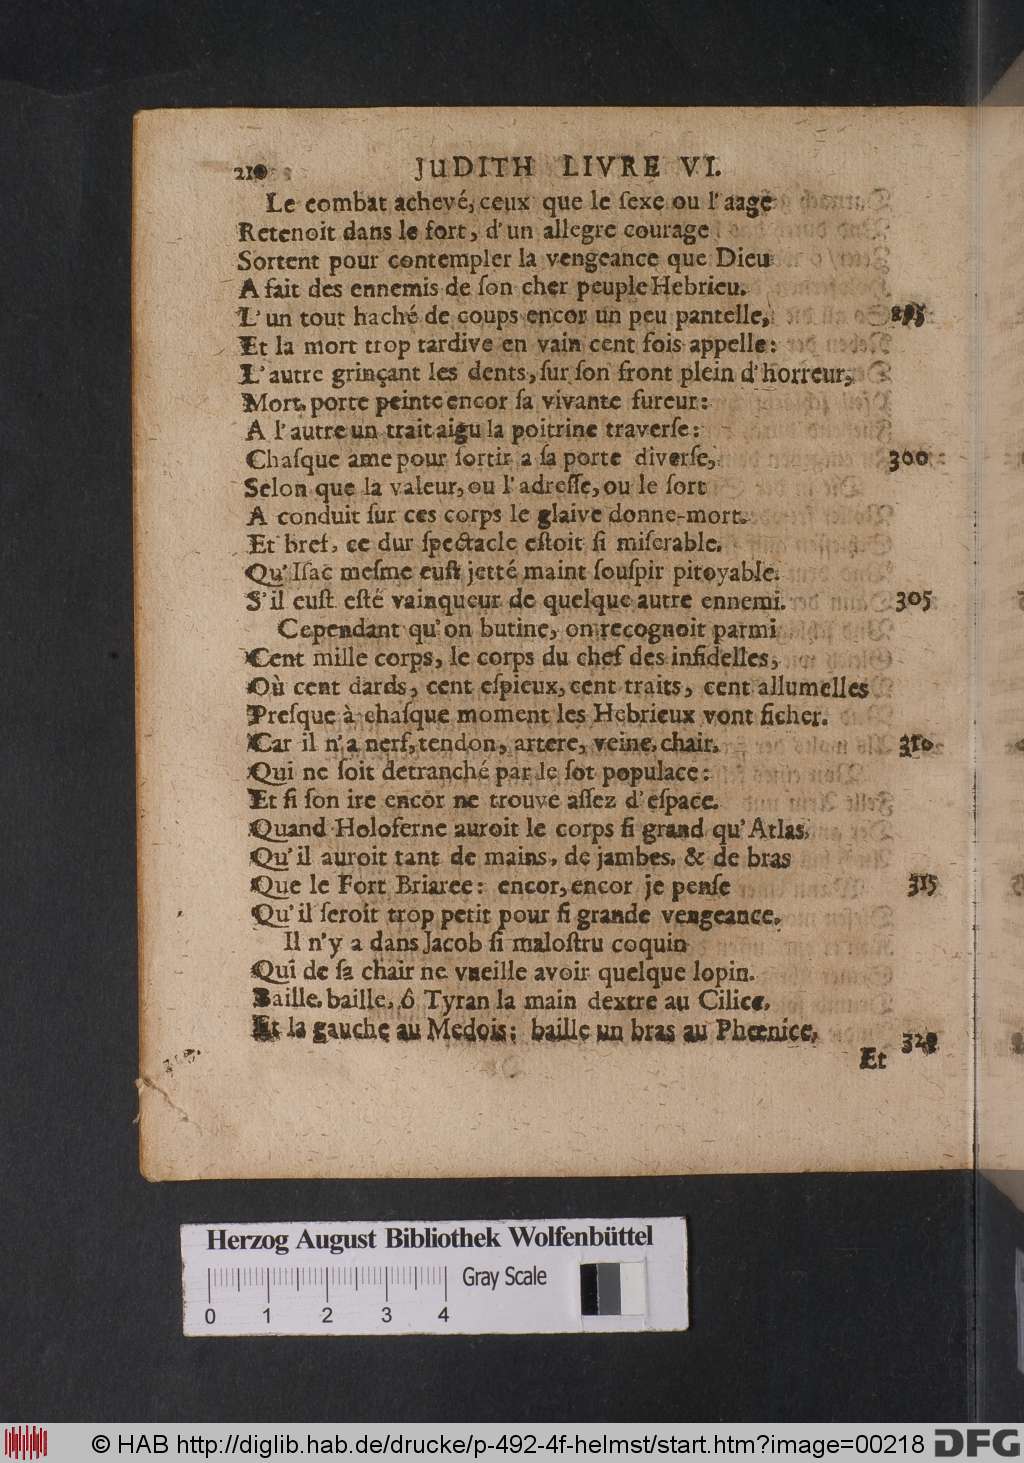 210 JUDITH LIVRE VI.
Le combat achevé, ceux que le ſexe ou l'aage
Retenoit dans le fort, d'un allegre courage
Sortent pour contempler la vengeance que Dieu
A fait des ennemis de ſon cher peuple Hebrieu.
L'un tout haché de coups encor un peu pantelle, 295
Et la mort trop tardive en vain cent fois appelle:
L'autre grinçant les dents, ſur ſon front plein d'horreur,
Mort, porte peinte encor ſa vivante fureur:
A l'autre un trait aigu la poitrine traverſe:
Chaſque ame pour ſortir a ſa porte diverſe, 300
Selon que la valeur, ou l'adreſſe, ou le ſort
A conduit ſur ces corps le glaive donne-mort.
Et bref, ce dur ſpectacle eſtoit ſi miſerable,
Qu'Iſac meſme euſt jetté maint ſouſpir pitoyable.
S'il euſt eſté vainqueur de quelque autre ennemi. 305
Cependant qu'on butine, on recognoit parmi
Cent mille corps, le corps du chef des infidelles,
Où cent dards, cent eſpieux, cent traits, cent allumelles
Preſque à chaſque moment les Hebrieux vont ficher.
Car il n'a nerf, tendon, artere, veine, chair, 310
Qui ne ſoit detranché par le ſot populace:
Et ſi ſon ire encor ne trouve aſſez d'eſpace.
Quand Holoferne auroit le corps ſi grand qu'Atlas,
Qu'il auroit tant de mains, de jambes, & de bras
Que le Fort Briaree: encor, encor je penſe 315
Qu'il ſeroit trop petit pour ſi grande vengeance.
Il n'y a dans Jacob ſi maloſtru coquin
Qui de ſa chair ne vueille avoir quelque lopin.
Baille, baille, ô Tyran la main dextre au Cilice,
Et la gauche au Medois; baille un bras au Phœnice, 320
Et
Herzog August Bibliothek Wolfenbüttel
0 1 2 3 4 Gray Scale
© HAB http://diglib.hab.de/drucke/p-492-4f-helmst/start.htm?image=00218 DFG